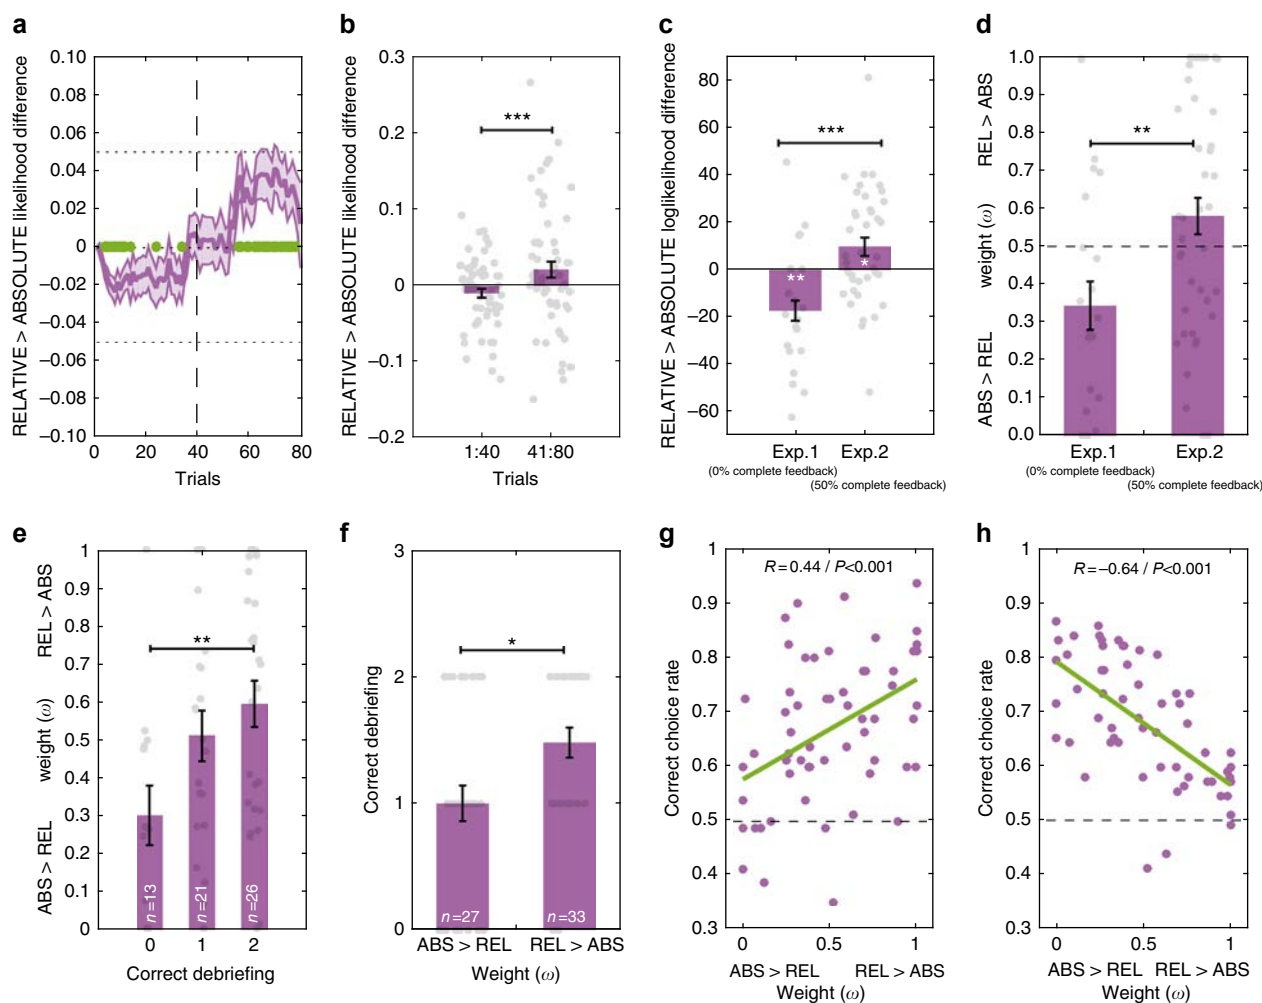 a
RELATIVE > ABSOLUTE likelihood difference
0.10
0.08
0.06
0.04
0.02
0
−0.02
−0.04
−0.06
−0.08
−0.10
0 20 40 60 80
Trials
b
RELATIVE > ABSOLUTE likelihood difference
0.3
0.2
0.1
0
−0.1
−0.2
***
1:40 41:80
Trials
c
RELATIVE > ABSOLUTE loglikelihood difference
80
60
40
20
0
−20
−40
−60
***
**
*
Exp.1 Exp.2
(0% complete feedback)
(50% complete feedback)
d
ABS > REL weight (ω) REL > ABS
1.0
0.9
0.8
0.7
0.6
0.5
0.4
0.3
0.2
0.1
0.0
**
Exp.1 Exp.2
(0% complete feedback)
(50% complete feedback)
e
ABS > REL weight (ω) REL > ABS
1
0.9
0.8
0.7
0.6
0.5
0.4
0.3
0.2
0.1
0
**
n=13 n=21 n=26
0 1 2
Correct debriefing
f
Correct debriefing
3
2
1
0
*
n=27 n=33
ABS > REL REL > ABS
Weight (ω)
g
Correct choice rate
1
0.9
0.8
0.7
0.6
0.5
0.4
0.3
R=0.44 / P<0.001
0 0.5 1
ABS > REL REL > ABS
Weight (ω)
h
Correct choice rate
1
0.9
0.8
0.7
0.6
0.5
0.4
0.3
R=−0.64 / P<0.001
0 0.5 1
ABS > REL REL > ABS
Weight (ω)